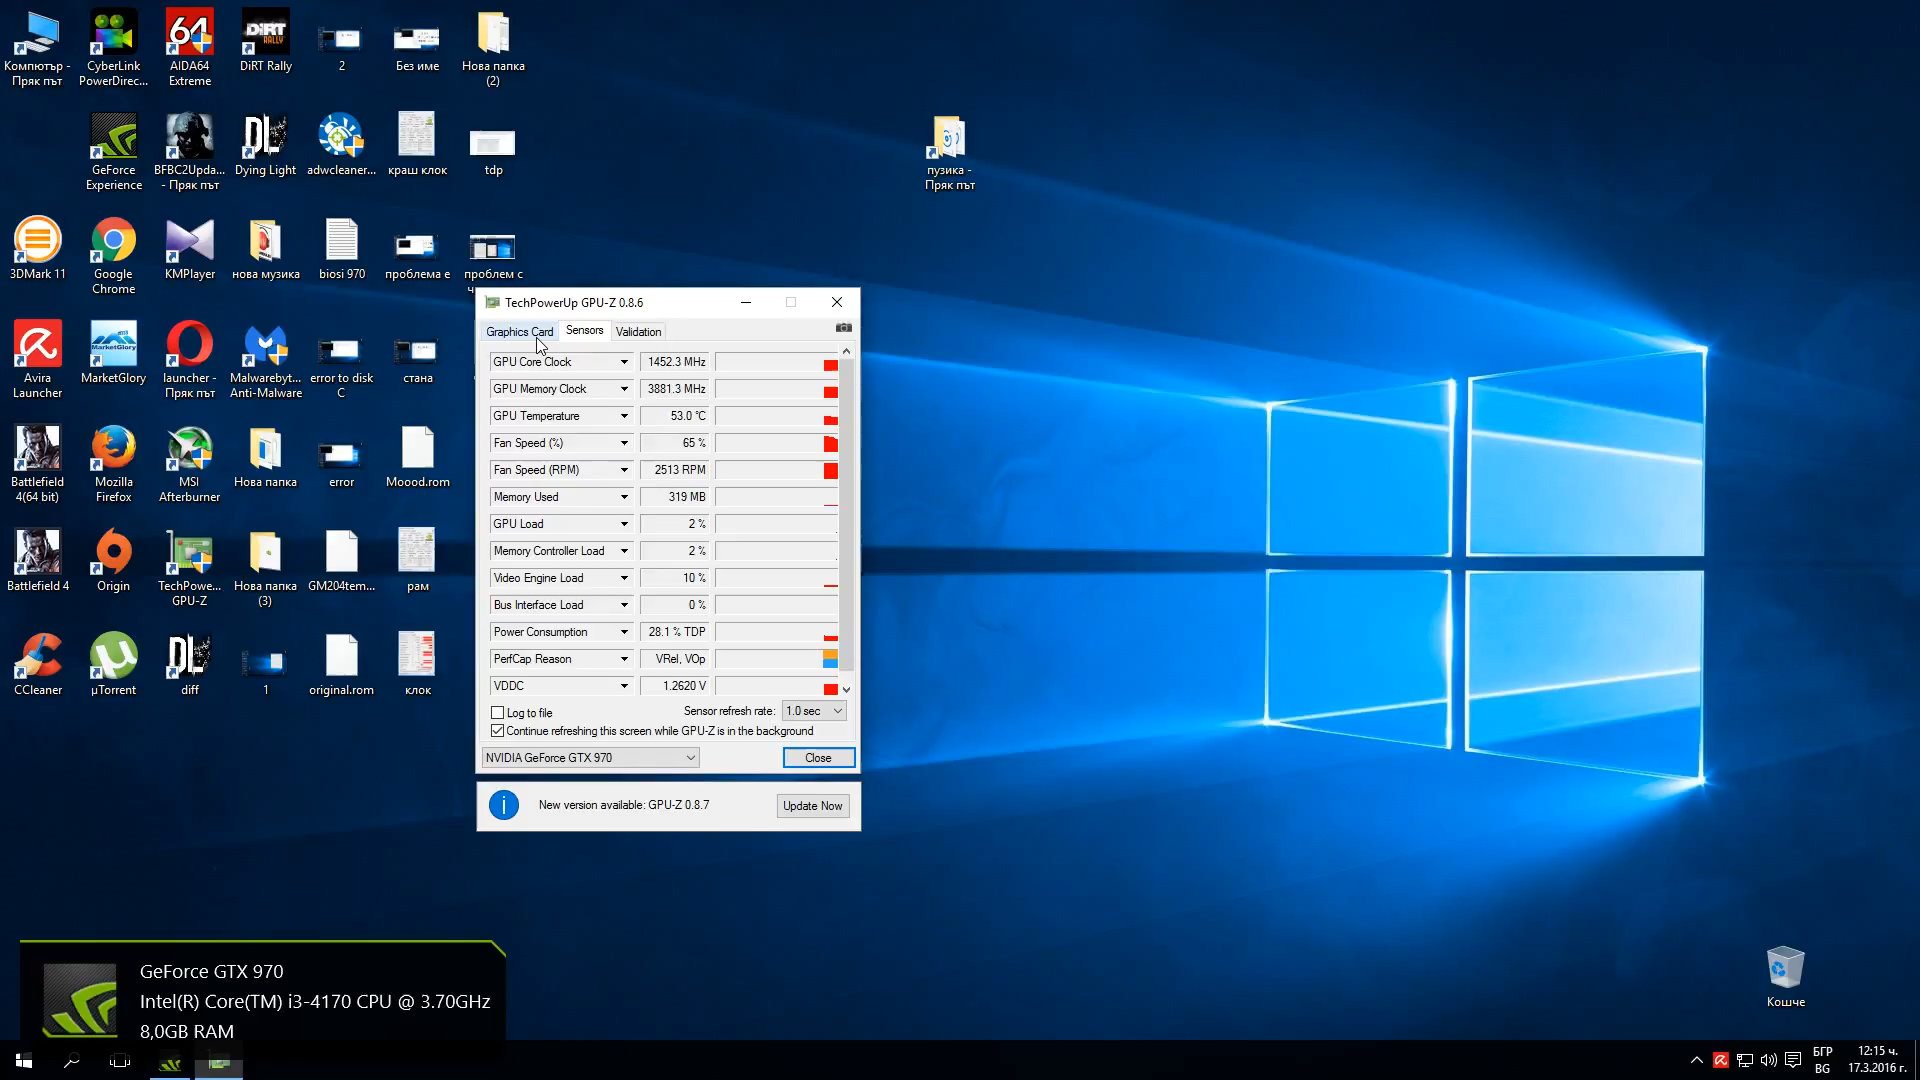 Компютър -
Пряк път
CyberLink
PowerDirec...
64
AIDA64
Extreme
DiRT
RALLY
DiRT Rally
2
Без име
Нова папка
(2)
GeForce
Experience
BFBC2Upda...
- Пряк път
DL
Dying Light
adwcleaner...
краш клок
tdp
пузика -
Пряк път
3DMark 11
Google
Chrome
KMPlayer
нова музика
biosi 970
проблема е
проблем с
Avira
Launcher
MarketGlory
MarketGlory
launcher -
Пряк път
Malwarebyt...
Anti-Malware
error to disk
C
стана
Battlefield
4(64 bit)
Mozilla
Firefox
MSI
Afterburner
Нова папка
error
Moood.rom
Battlefield 4
Origin
TechPowe...
GPU-Z
Нова папка
(3)
GM204tem...
рам
CCleaner
µTorrent
DL
diff
1
original.rom
клок
TechPowerUp GPU-Z 0.8.6
Graphics Card
Sensors
Validation
GPU Core Clock 1452.3 MHz
GPU Memory Clock 3881.3 MHz
GPU Temperature 53.0 °C
Fan Speed (%) 65 %
Fan Speed (RPM) 2513 RPM
Memory Used 319 MB
GPU Load 2 %
Memory Controller Load 2 %
Video Engine Load 10 %
Bus Interface Load 0 %
Power Consumption 28.1 % TDP
PerfCap Reason VRel, VOp
VDDC 1.2620 V
Log to file
Sensor refresh rate: 1.0 sec
Continue refreshing this screen while GPU-Z is in the background
NVIDIA GeForce GTX 970
Close
New version available: GPU-Z 0.8.7
Update Now
GeForce GTX 970
Intel(R) Core(TM) i3-4170 CPU @ 3.70GHz
8,0GB RAM
Кошче
БГР
BG
12:15 ч.
17.3.2016 г.